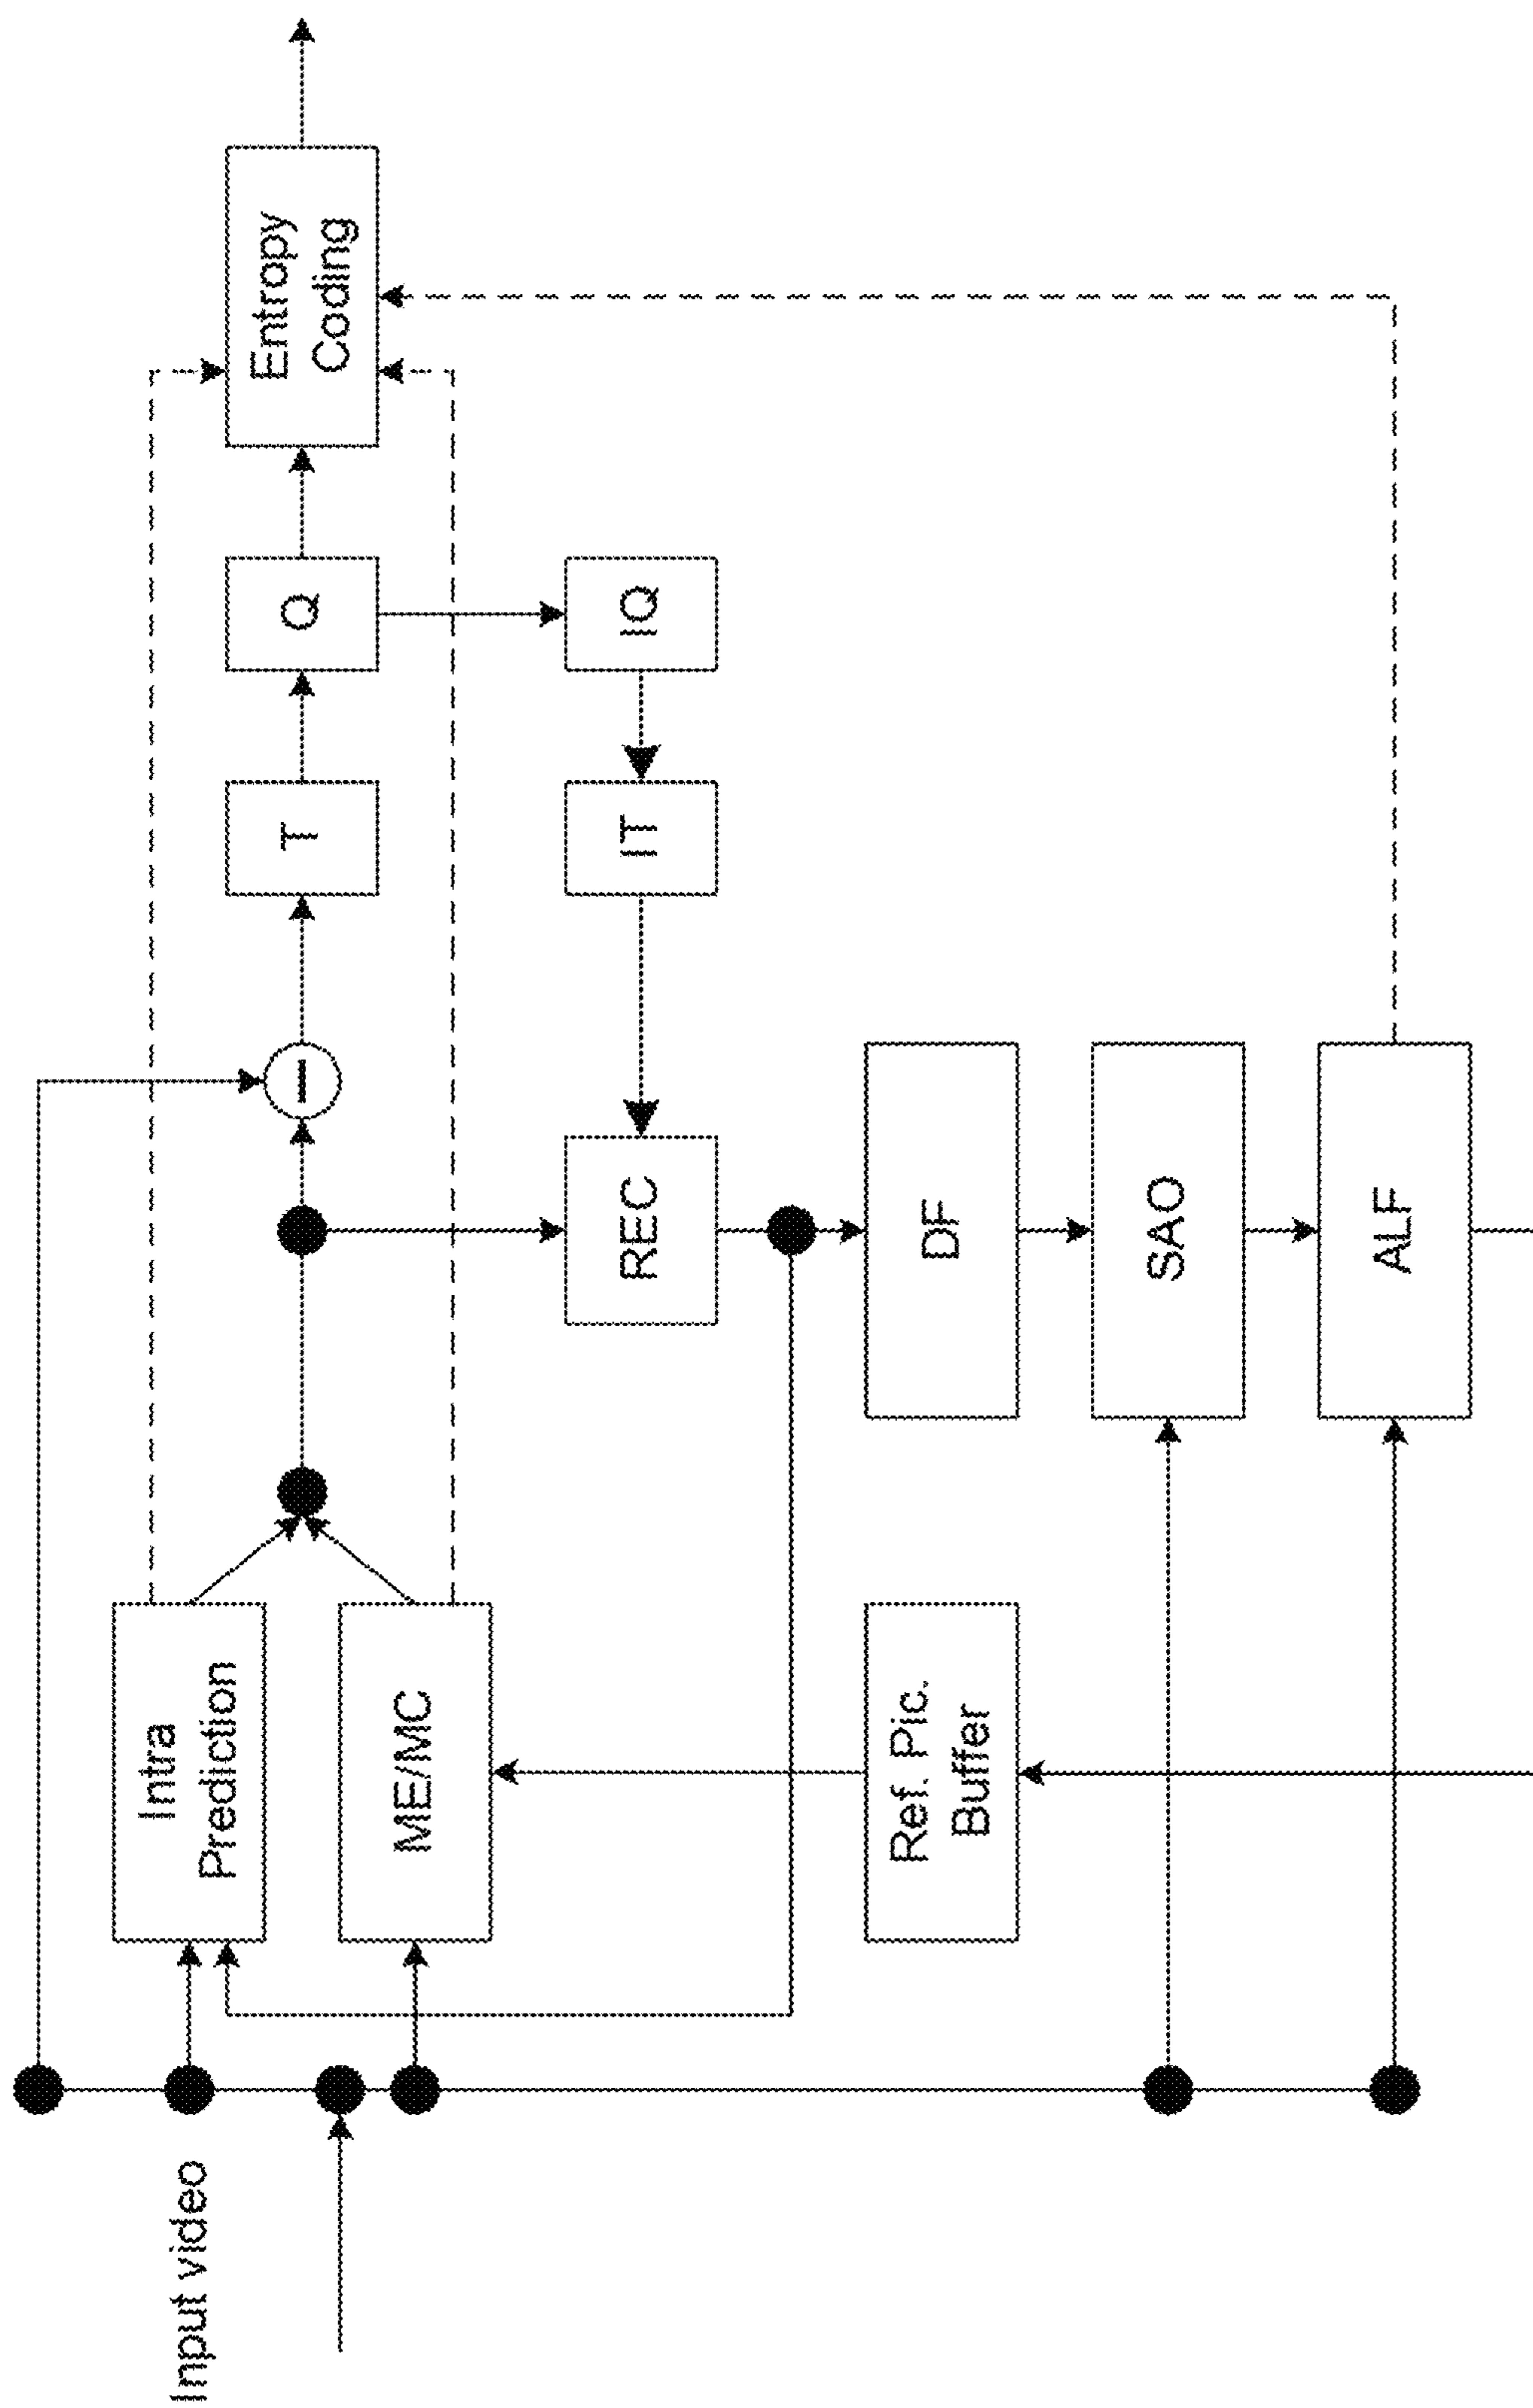 Input video
Intra
Prediction
ME/MC
Ref. Pic.
Buffer
T
Q
Entropy
Coding
REC
IT
IQ
DF
SAO
ALF